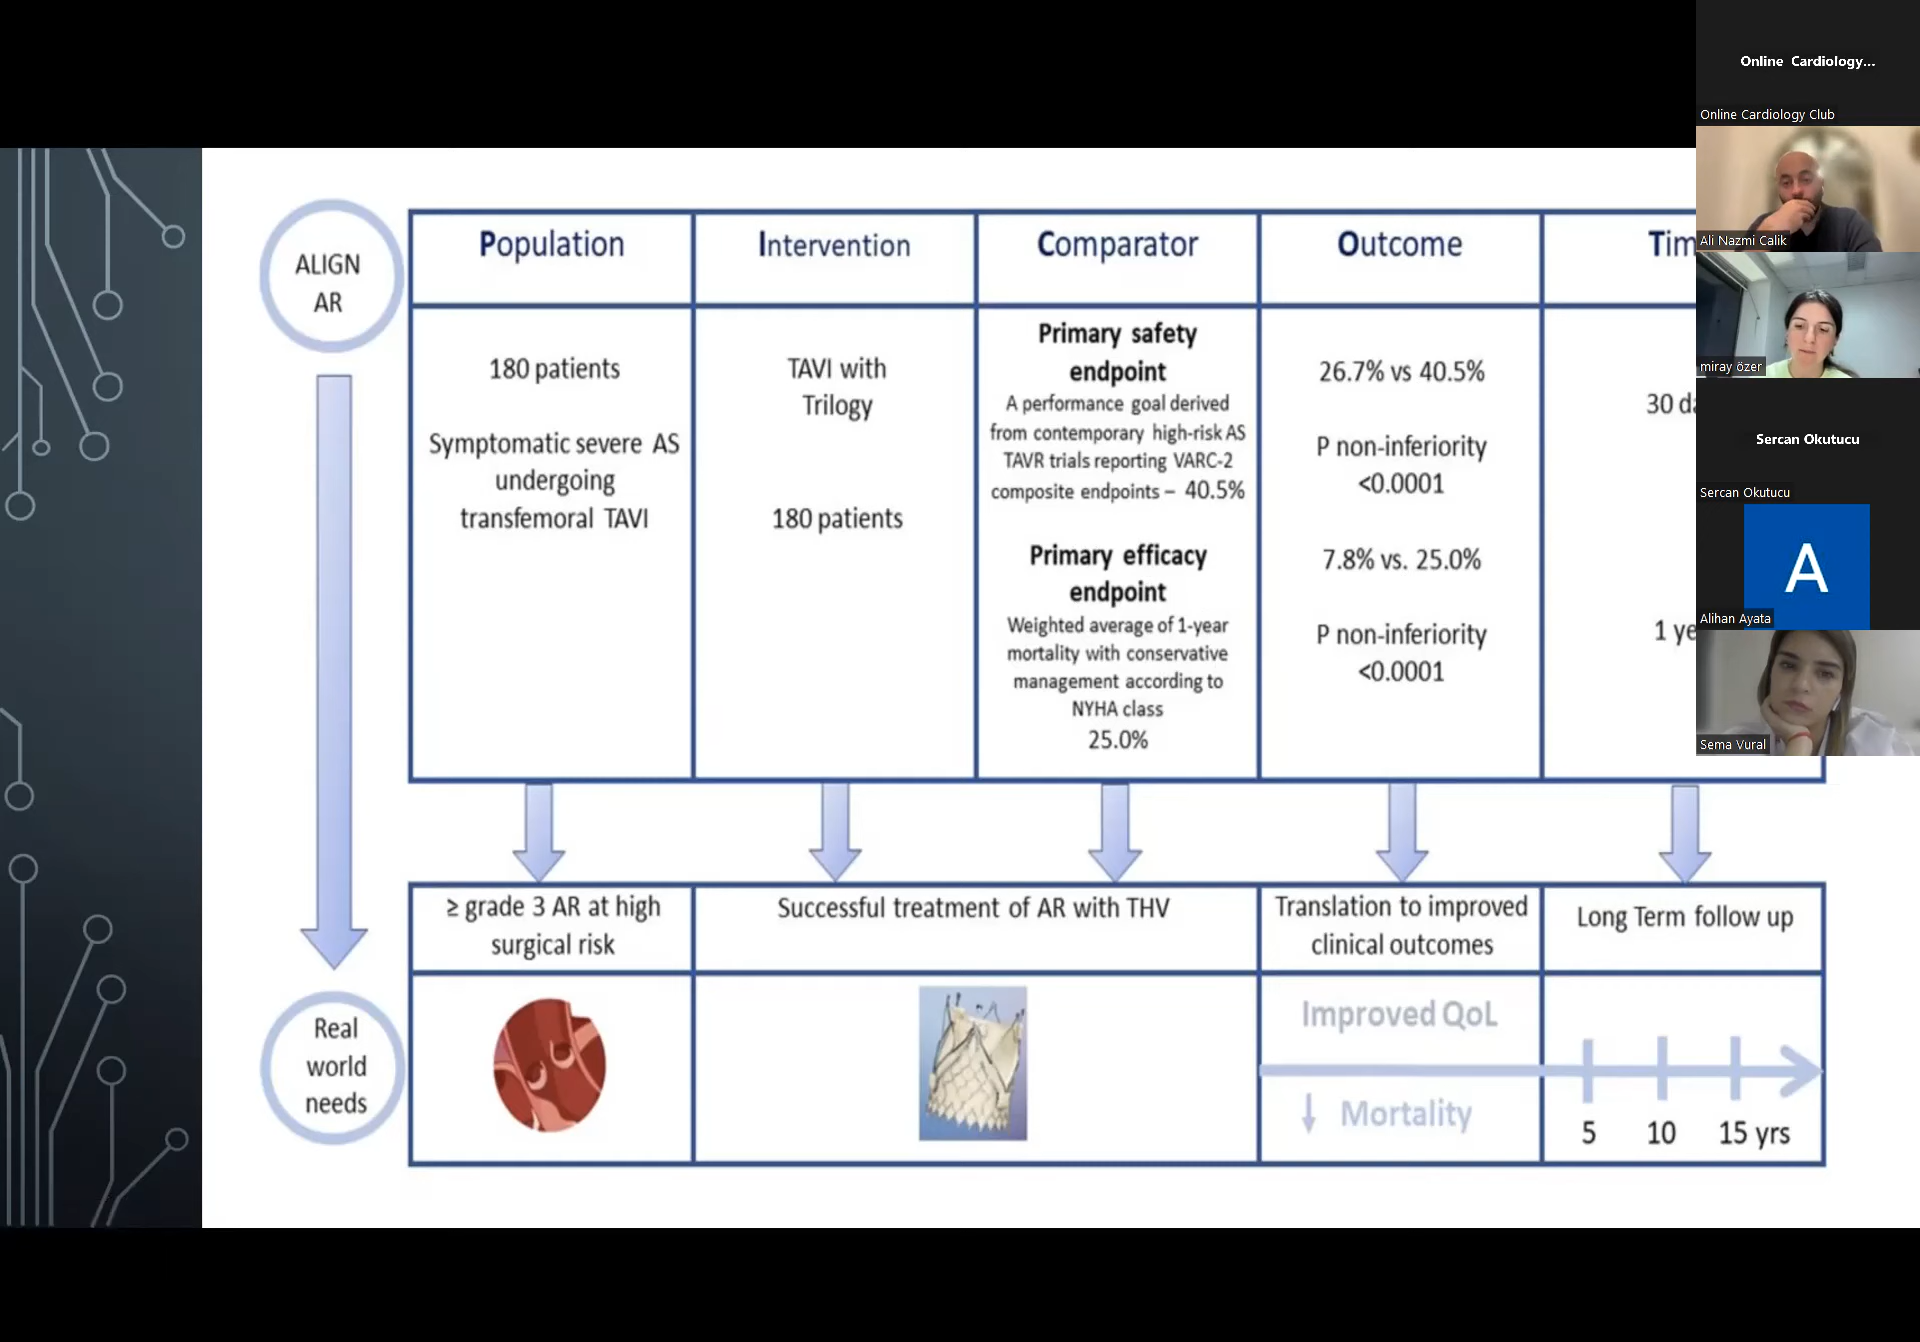 Online Cardiology...
Online Cardiology Club
Ali Nazmi Calik
miray özer
Sercan Okutucu
Sercan Okutucu
A
Alihan Ayata
Sema Vural
ALIGN
AR
Population
Intervention
Comparator
Outcome
Tim
180 patients
Symptomatic severe AS
undergoing
transfemoral TAVI
TAVI with
Trilogy
180 patients
Primary safety
endpoint
A performance goal derived
from contemporary high-risk AS
TAVR trials reporting VARC-2
composite endpoints – 40.5%
Primary efficacy
endpoint
Weighted average of 1-year
mortality with conservative
management according to
NYHA class
25.0%
26.7% vs 40.5%
P non-inferiority
<0.0001
7.8% vs. 25.0%
P non-inferiority
<0.0001
30 da
1 ye
Real
world
needs
≥ grade 3 AR at high
surgical risk
Successful treatment of AR with THV
Translation to improved
clinical outcomes
Long Term follow up
Improved QoL
↓ Mortality
5 10 15 yrs